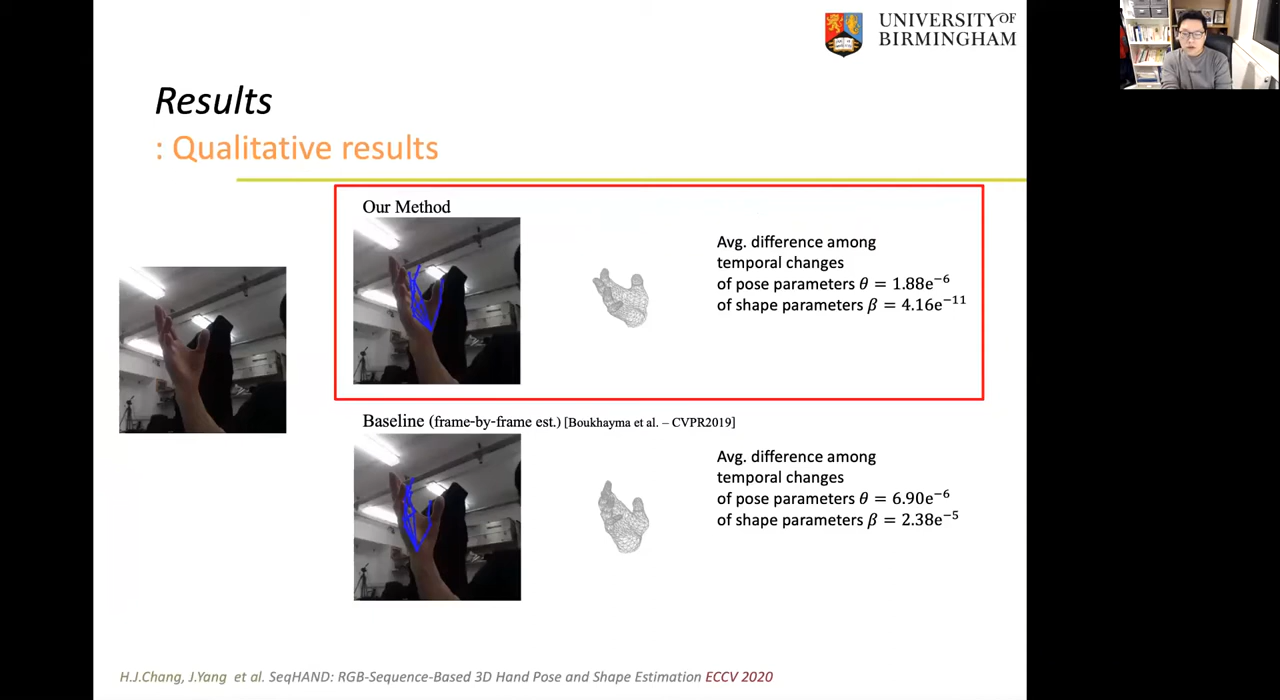 UNIVERSITY OF
BIRMINGHAM
Results
: Qualitative results
Our Method
Avg. difference among
temporal changes
of pose parameters θ = 1.88e⁻⁶
of shape parameters β = 4.16e⁻¹¹
Baseline (frame-by-frame est.) [Boukhayma et al. – CVPR2019]
Avg. difference among
temporal changes
of pose parameters θ = 6.90e⁻⁶
of shape parameters β = 2.38e⁻⁵
H.J.Chang, J.Yang et al. SeqHAND: RGB-Sequence-Based 3D Hand Pose and Shape Estimation ECCV 2020